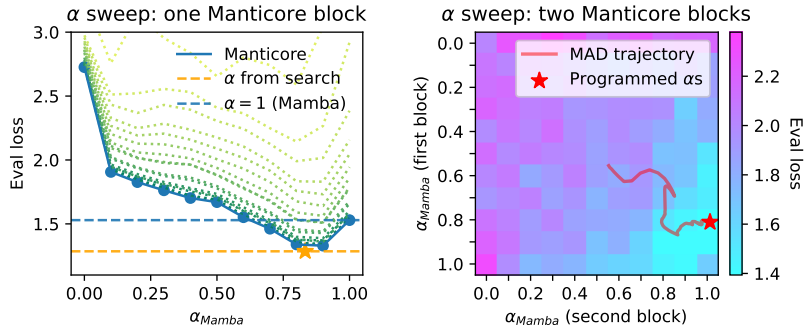 α sweep: one Manticore block
3.0
2.5
2.0
1.5
Eval loss
0.00
0.25
0.50
0.75
1.00
α_Mamba
Manticore
α from search
α = 1 (Mamba)
α sweep: two Manticore blocks
0.0
0.2
0.4
0.6
0.8
1.0
α_Mamba (first block)
0.0
0.2
0.4
0.6
0.8
1.0
α_Mamba (second block)
MAD trajectory
Programmed αs
2.2
2.0
1.8
1.6
1.4
Eval loss